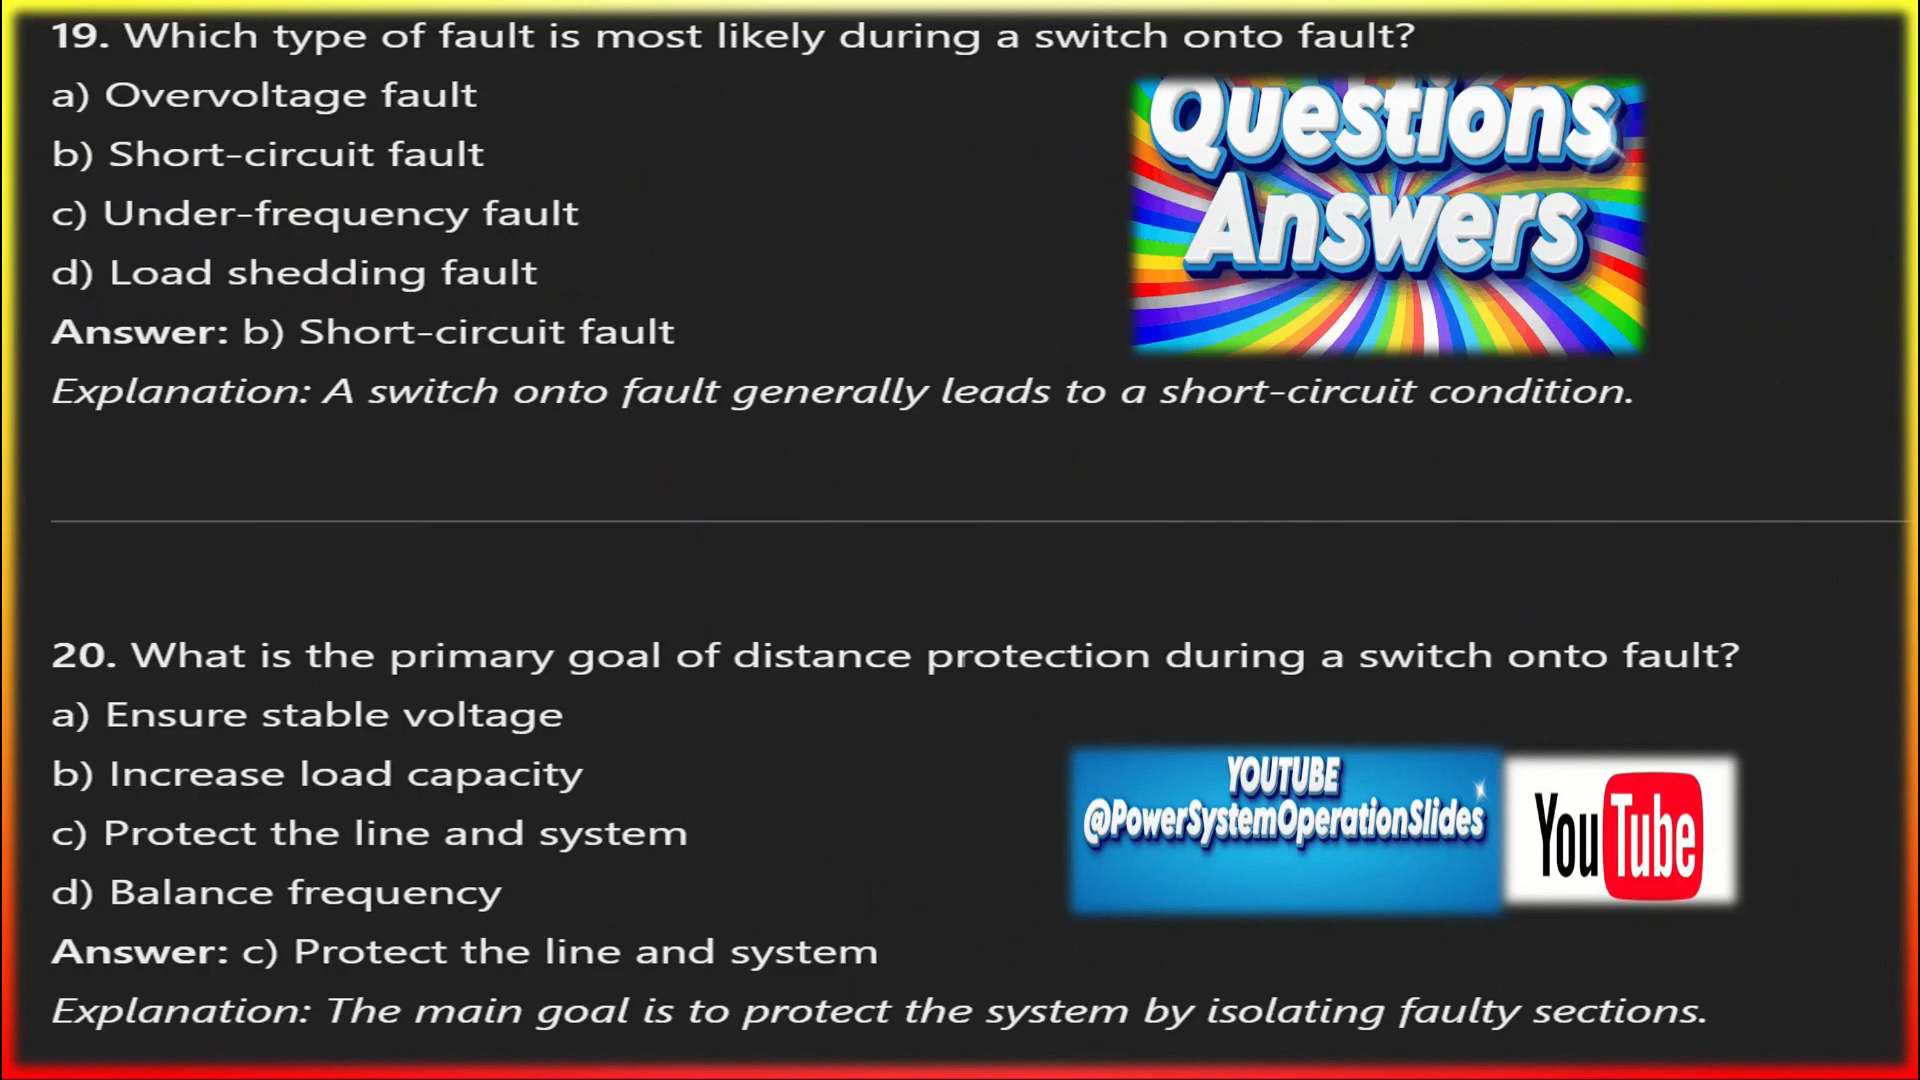 19. Which type of fault is most likely during a switch onto fault?
a) Overvoltage fault
b) Short-circuit fault
c) Under-frequency fault
d) Load shedding fault
Answer: b) Short-circuit fault
Explanation: A switch onto fault generally leads to a short-circuit condition.
Questions
Answers
20. What is the primary goal of distance protection during a switch onto fault?
a) Ensure stable voltage
b) Increase load capacity
c) Protect the line and system
d) Balance frequency
Answer: c) Protect the line and system
Explanation: The main goal is to protect the system by isolating faulty sections.
YOUTUBE
@PowerSystemOperationSlides
YouTube